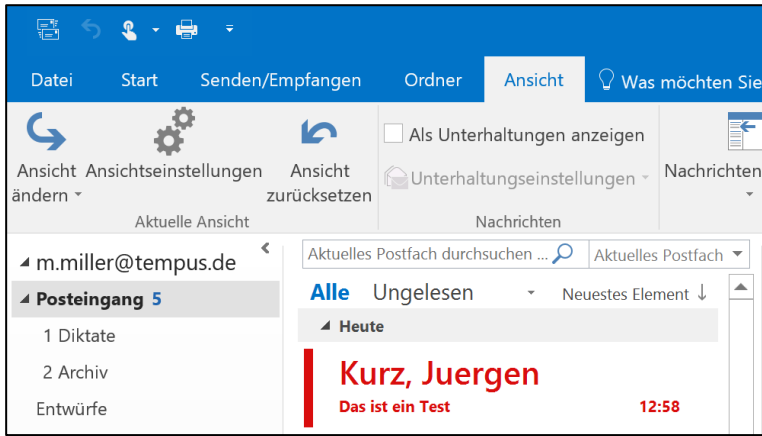 Datei Start Senden/Empfangen Ordner Ansicht Was möchten Sie
Ansicht ändern
Ansichtseinstellungen
Ansicht zurücksetzen
Aktuelle Ansicht
Als Unterhaltungen anzeigen
Unterhaltungseinstellungen
Nachrichten
Nachrichten
m.miller@tempus.de
Posteingang 5
1 Diktate
2 Archiv
Entwürfe
Aktuelles Postfach durchsuchen ... Aktuelles Postfach
Alle Ungelesen Neuestes Element ↓
Heute
Kurz, Juergen
Das ist ein Test 12:58